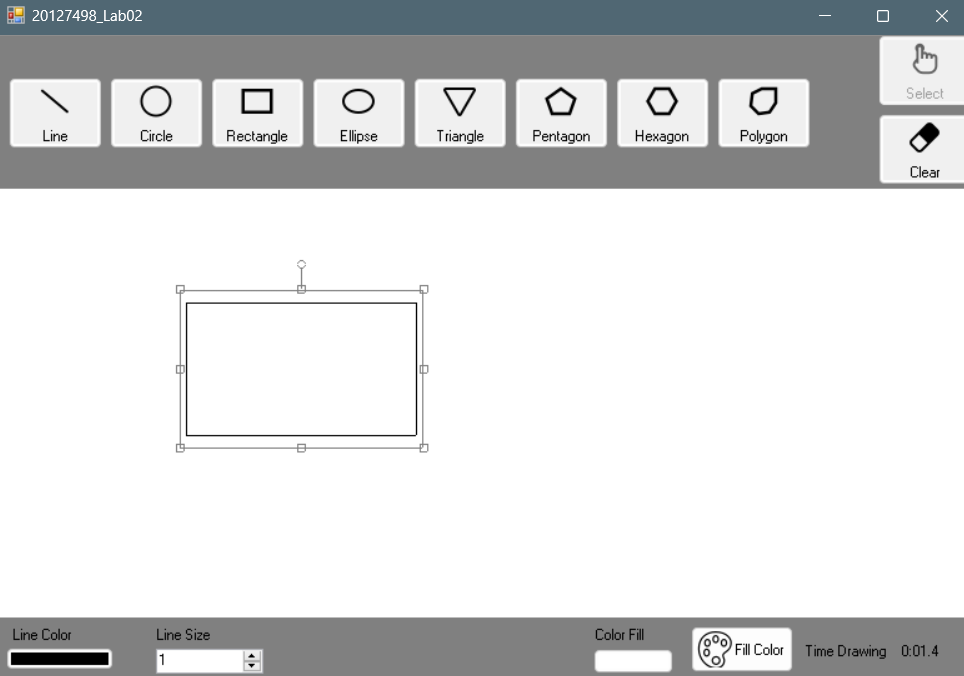 20127498_Lab02
Select
Line
Circle
Rectangle
Ellipse
Triangle
Pentagon
Hexagon
Polygon
Clear
Line Color
Line Size
1
Color Fill
Fill Color
Time Drawing 0:01.4